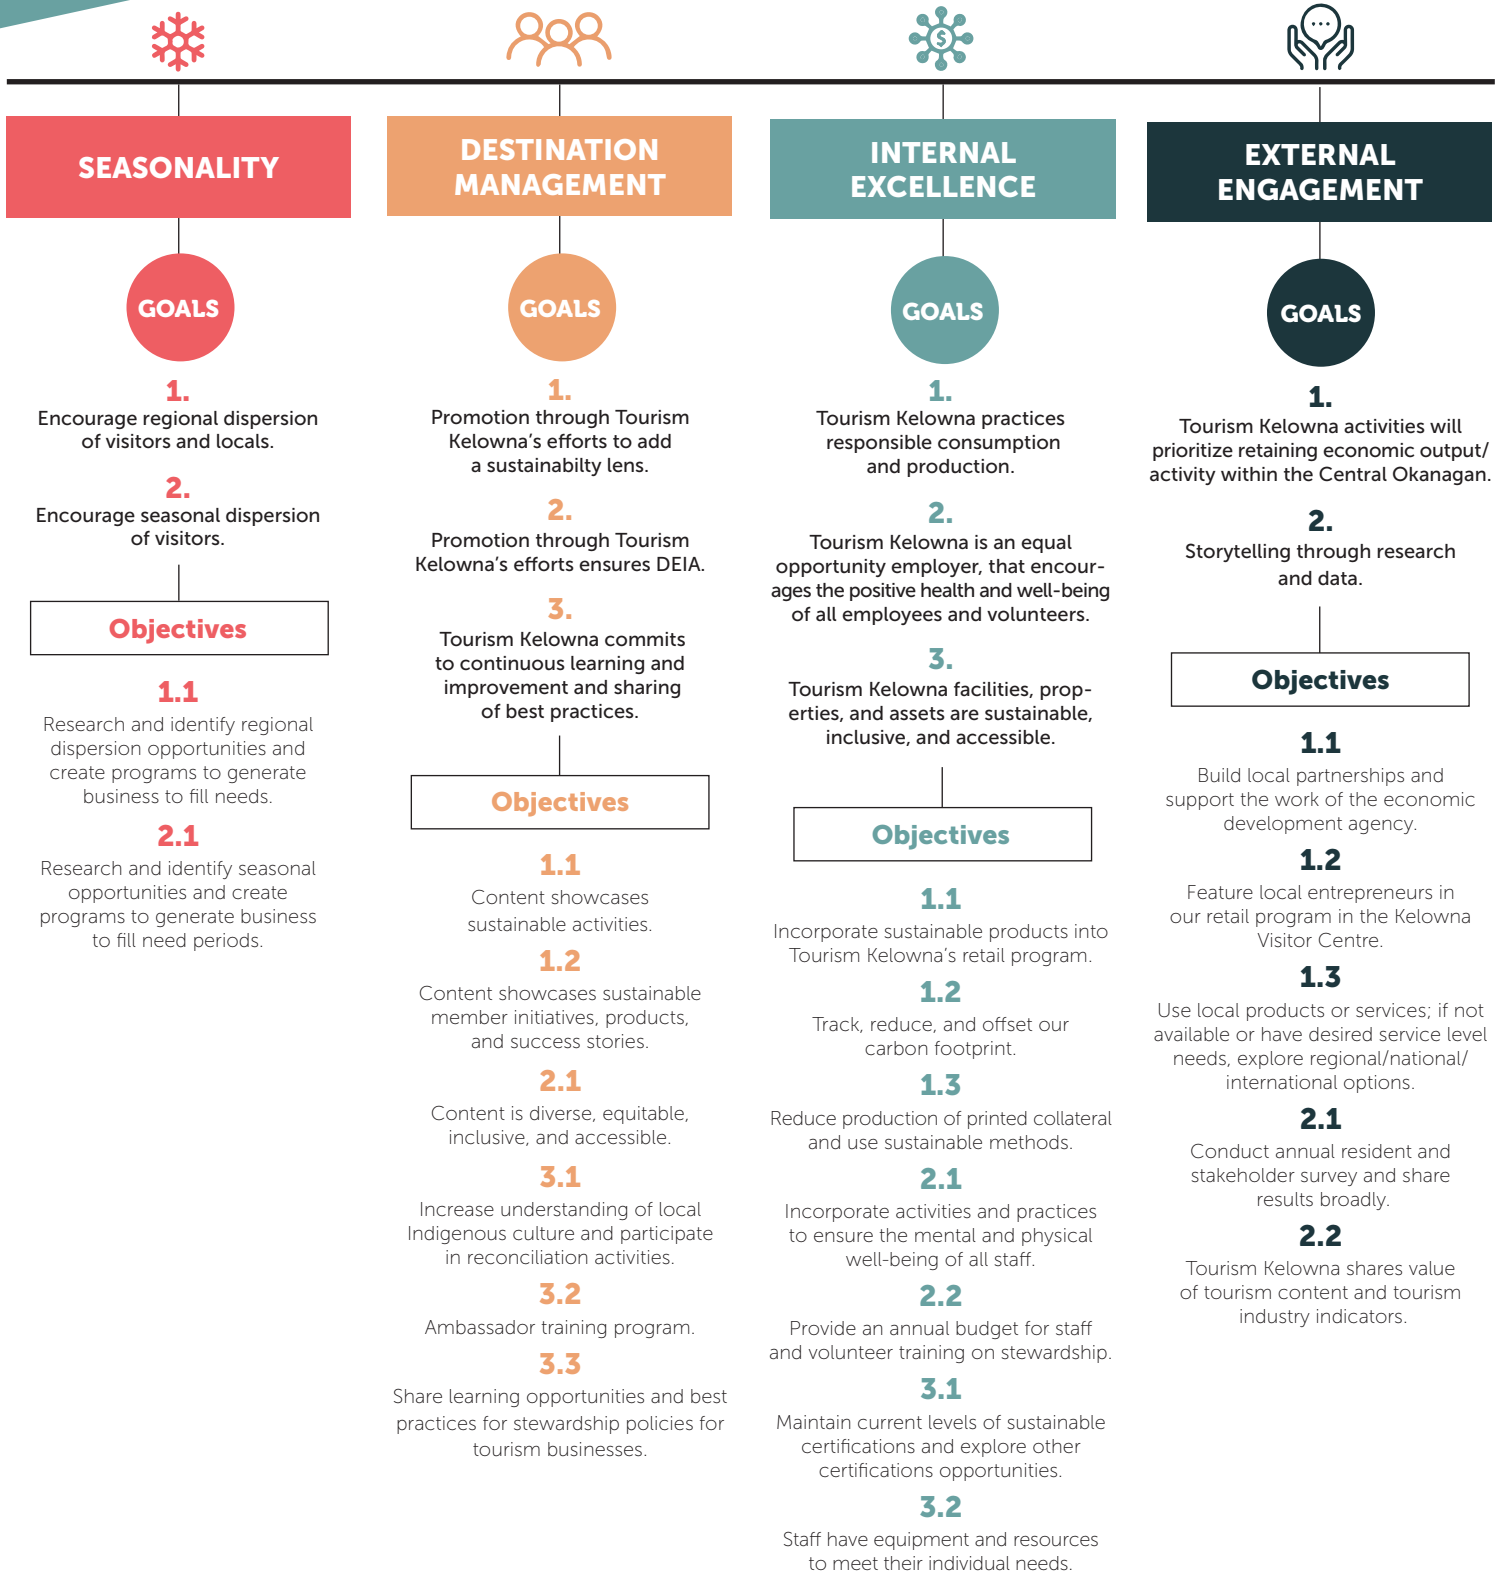 SEASONALITY
GOALS
1.
Encourage regional dispersion
of visitors and locals.
2.
Encourage seasonal dispersion
of visitors.
Objectives
1.1
Research and identify regional
dispersion opportunities and
create programs to generate
business to fill needs.
2.1
Research and identify seasonal
opportunities and create
programs to generate business
to fill need periods.
DESTINATION
MANAGEMENT
GOALS
1.
Promotion through Tourism
Kelowna's efforts to add
a sustainabilty lens.
2.
Promotion through Tourism
Kelowna's efforts ensures DEIA.
3.
Tourism Kelowna commits
to continuous learning and
improvement and sharing
of best practices.
Objectives
1.1
Content showcases
sustainable activities.
1.2
Content showcases sustainable
member initiatives, products,
and success stories.
2.1
Content is diverse, equitable,
inclusive, and accessible.
3.1
Increase understanding of local
Indigenous culture and participate
in reconciliation activities.
3.2
Ambassador training program.
3.3
Share learning opportunities and best
practices for stewardship policies for
tourism businesses.
$
INTERNAL
EXCELLENCE
GOALS
1.
Tourism Kelowna practices
responsible consumption
and production.
2.
Tourism Kelowna is an equal
opportunity employer, that encour-
ages the positive health and well-being
of all employees and volunteers.
3.
Tourism Kelowna facilities, prop-
erties, and assets are sustainable,
inclusive, and accessible.
Objectives
1.1
Incorporate sustainable products into
Tourism Kelowna's retail program.
1.2
Track, reduce, and offset our
carbon footprint.
1.3
Reduce production of printed collateral
and use sustainable methods.
2.1
Incorporate activities and practices
to ensure the mental and physical
well-being of all staff.
2.2
Provide an annual budget for staff
and volunteer training on stewardship.
3.1
Maintain current levels of sustainable
certifications and explore other
certifications opportunities.
3.2
Staff have equipment and resources
to meet their individual needs.
EXTERNAL
ENGAGEMENT
GOALS
1.
Tourism Kelowna activities will
prioritize retaining economic output/
activity within the Central Okanagan.
2.
Storytelling through research
and data.
Objectives
1.1
Build local partnerships and
support the work of the economic
development agency.
1.2
Feature local entrepreneurs in
our retail program in the Kelowna
Visitor Centre.
1.3
Use local products or services; if not
available or have desired service level
needs, explore regional/national/
international options.
2.1
Conduct annual resident and
stakeholder survey and share
results broadly.
2.2
Tourism Kelowna shares value
of tourism content and tourism
industry indicators.